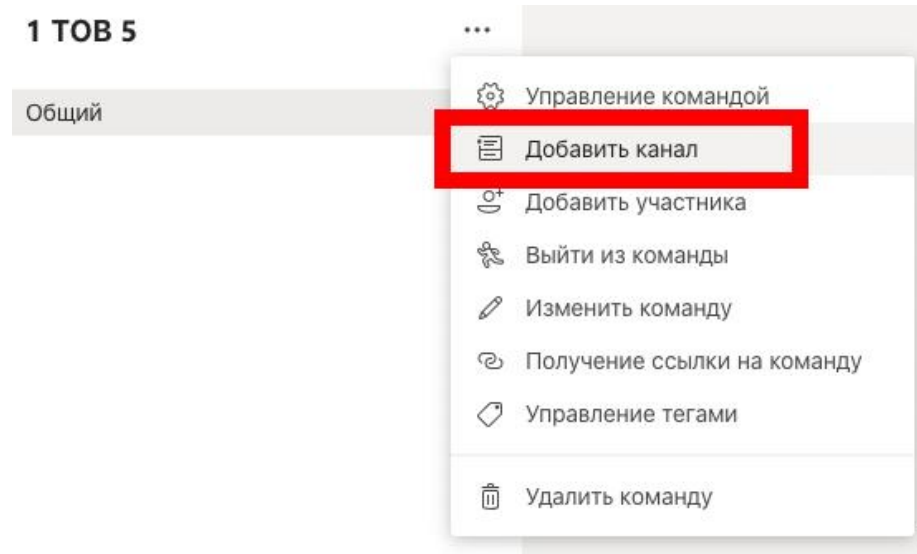 1 ТОВ 5
Общий
Управление командой
Добавить канал
Добавить участника
Выйти из команды
Изменить команду
Получение ссылки на команду
Управление тегами
Удалить команду